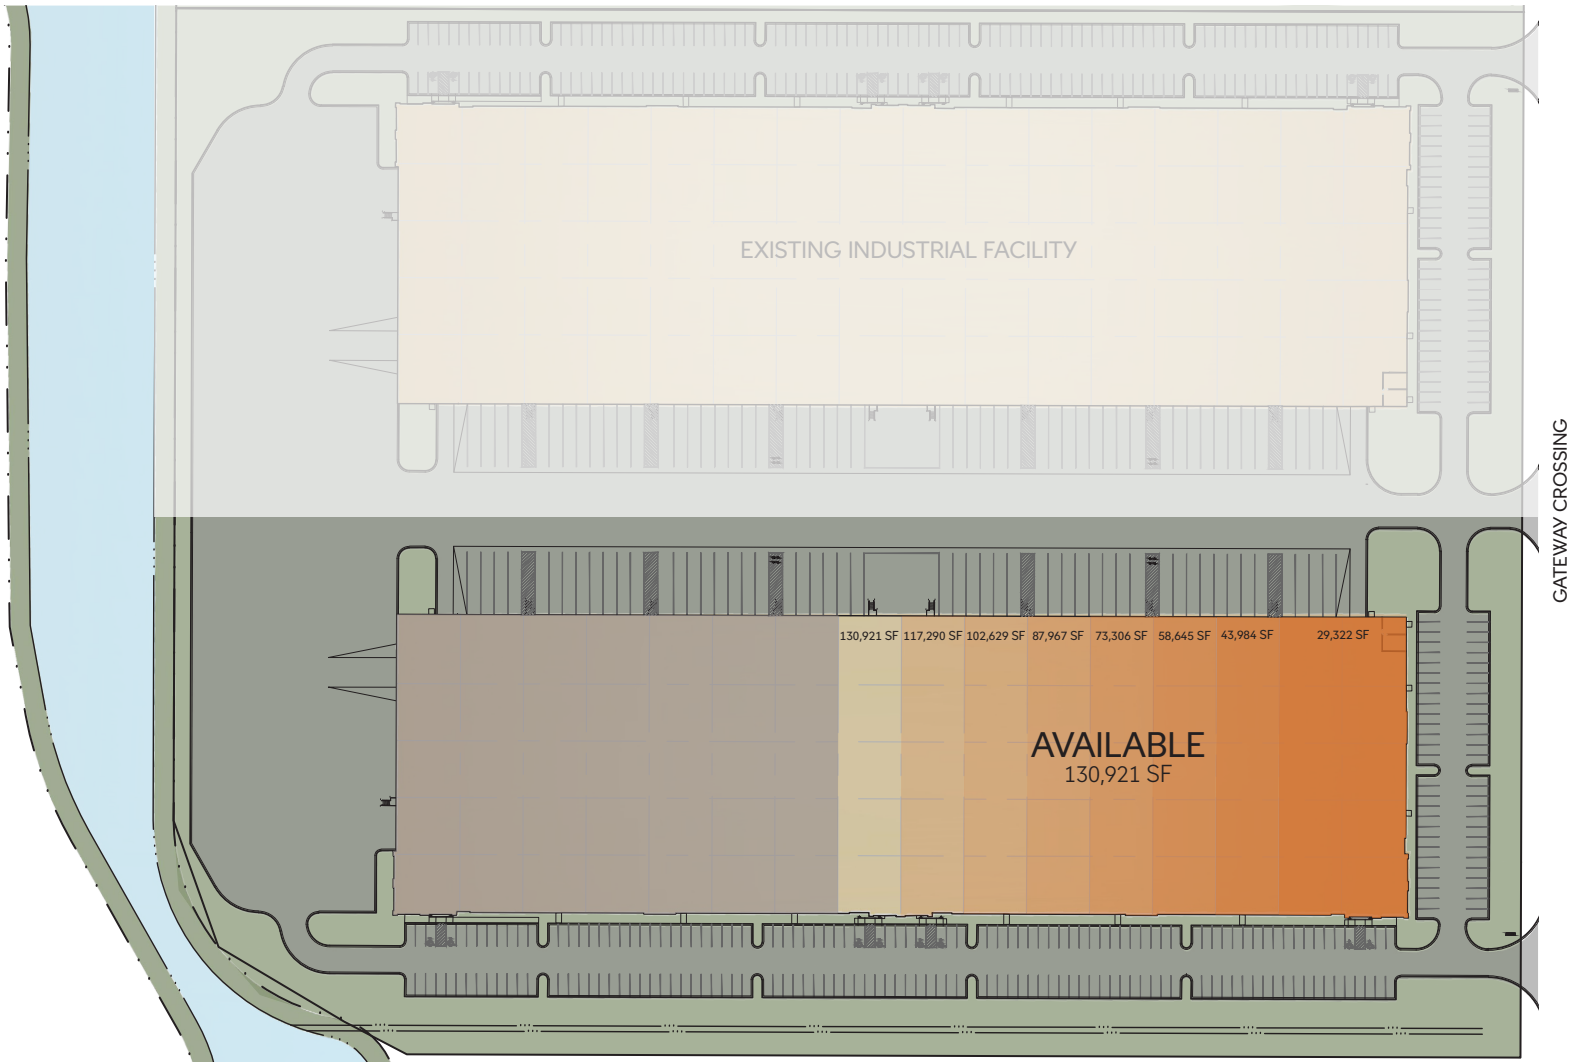 EXISTING INDUSTRIAL FACILITY
GATEWAY CROSSING
130,921 SF
117,290 SF
102,629 SF
87,967 SF
73,306 SF
58,645 SF
43,984 SF
29,322 SF
AVAILABLE
130,921 SF